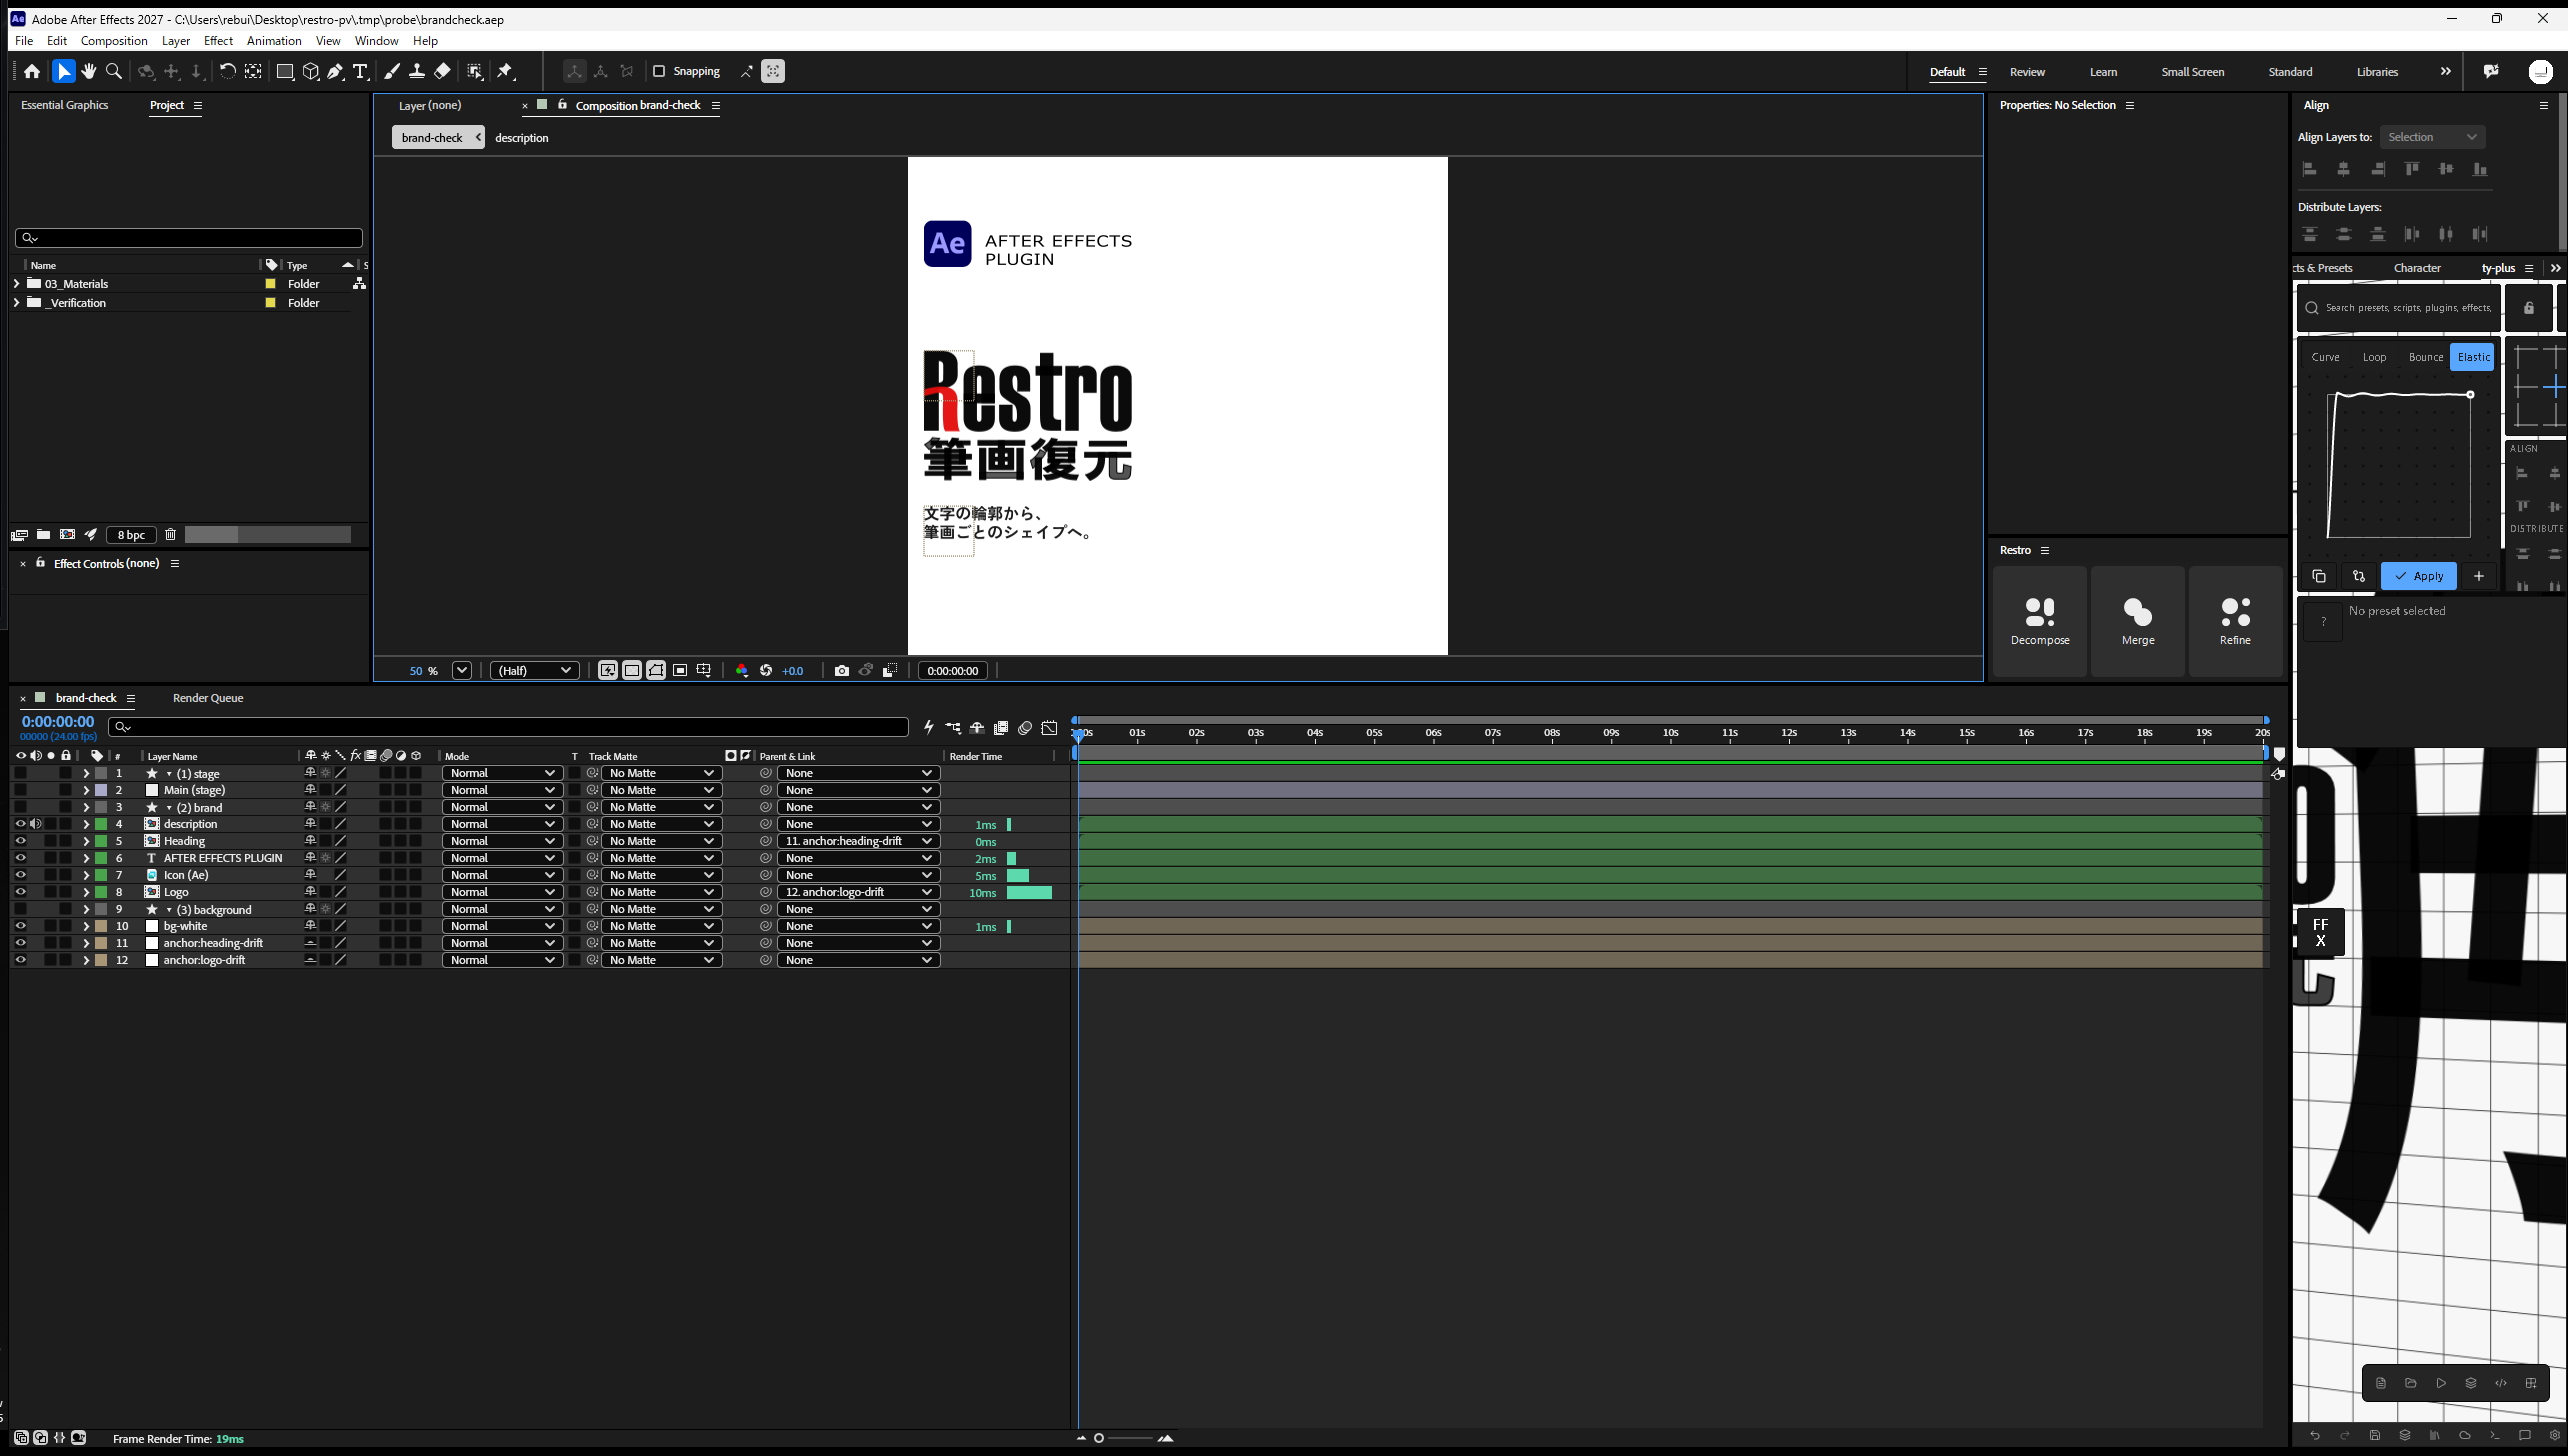 Adobe After Effects 2027 - C:\Users\rebui\Desktop\restro-pv\.tmp\probe\brandcheck.aep
File Edit Composition Layer Effect Animation View Window Help
Snapping
Default Review Learn Small Screen Standard Libraries
Essential Graphics Project
Layer (none) Composition brand-check
brand-check description
Properties: No Selection
Align
Align Layers to: Selection
Distribute Layers:
Ae
AFTER EFFECTS
PLUGIN
Restro
筆画復元
文字の輪郭から、
筆画ごとのシェイプへ。
Name Type S
03_Materials Folder
_Verification Folder
8 bpc
Effect Controls (none)
50 % (Half) +0.0 0:00:00:00
Restro
Decompose Merge Refine
cts & Presets Character ty-plus
Search presets, scripts, plugins, effects,
Curve Loop Bounce Elastic
ALIGN
DISTRIBUTE
Apply
No preset selected
?
FF
X
brand-check Render Queue
0:00:00:00
00000 (24.00 fps)
# Layer Name Mode T Track Matte Parent & Link Render Time
01s 02s 03s 04s 05s 06s 07s 08s 09s 10s 11s 12s 13s 14s 15s 16s 17s 18s 19s 20s
1 (1) stage Normal No Matte None
2 Main (stage) Normal No Matte None
3 (2) brand Normal No Matte None
4 description Normal No Matte None 1ms
5 Heading Normal No Matte 11. anchor:heading-drift 0ms
6 T AFTER EFFECTS PLUGIN Normal No Matte None 2ms
7 Icon (Ae) Normal No Matte None 5ms
8 Logo Normal No Matte 12. anchor:logo-drift 10ms
9 (3) background Normal No Matte None
10 bg-white Normal No Matte None 1ms
11 anchor:heading-drift Normal No Matte None
12 anchor:logo-drift Normal No Matte None
Frame Render Time: 19ms